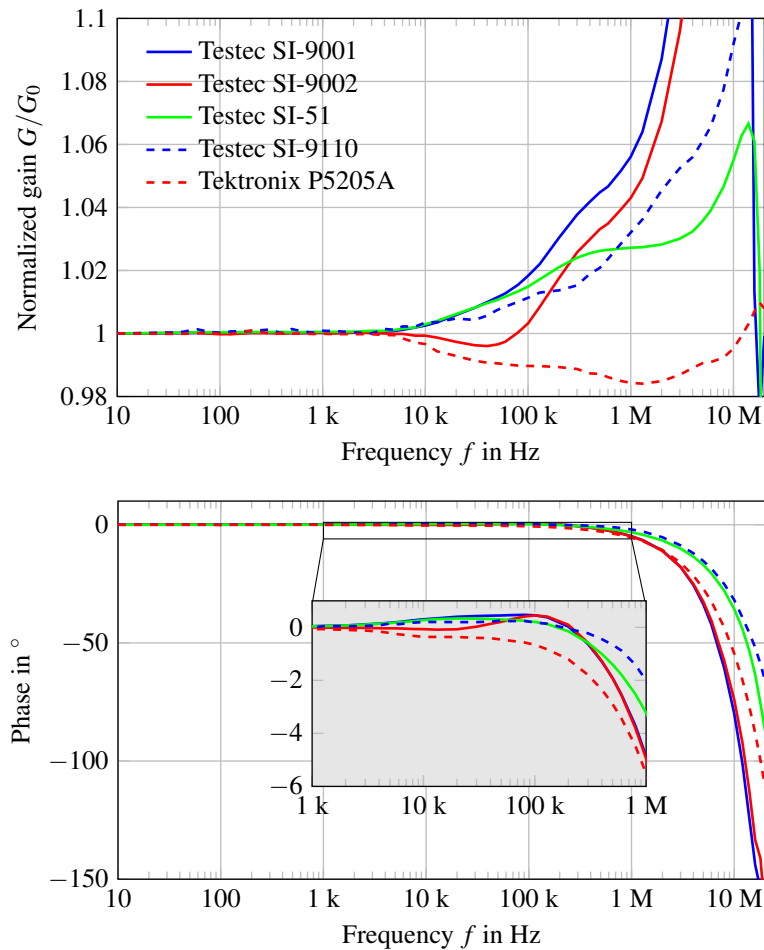 1.1
1.08
1.06
1.04
1.02
1
0.98
Normalized gain G/G₀
Testec SI-9001
Testec SI-9002
Testec SI-51
Testec SI-9110
Tektronix P5205A
10 100 1 k 10 k 100 k 1 M 10 M
Frequency f in Hz
0
−50
−100
−150
Phase in °
0
−2
−4
−6
1 k 10 k 100 k 1 M
10 100 1 k 10 k 100 k 1 M 10 M
Frequency f in Hz